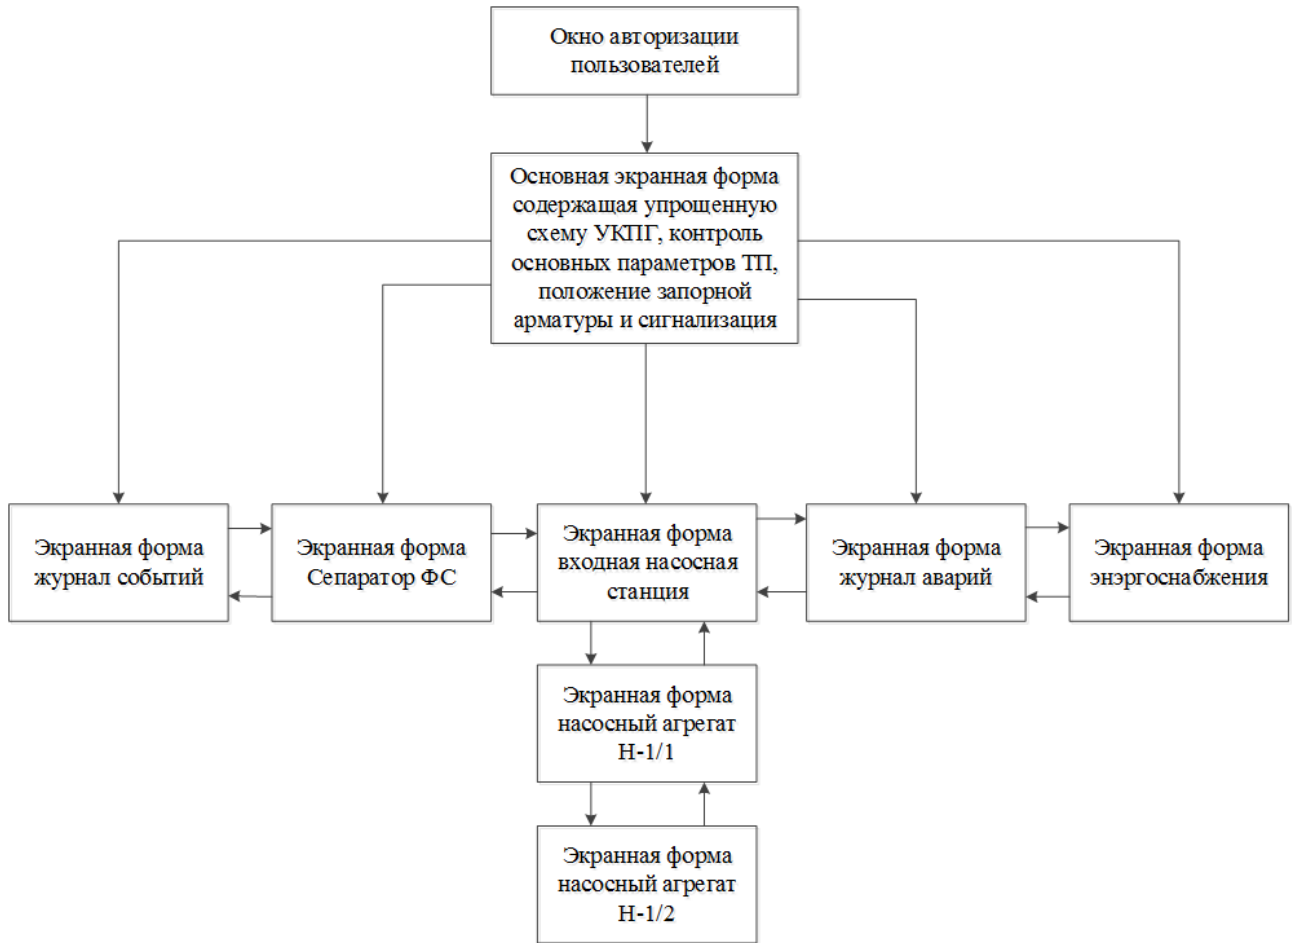 Окно авторизации
пользователей
Основная экранная форма
содержащая упрощенную
схему УКПГ, контроль
основных параметров ТП,
положение запорной
арматуры и сигнализация
Экранная форма
журнал событий
Экранная форма
Сепаратор ФС
Экранная форма
входная насосная
станция
Экранная форма
журнал аварий
Экранная форма
энэргоснабжения
Экранная форма
насосный агрегат
Н-1/1
Экранная форма
насосный агрегат
Н-1/2